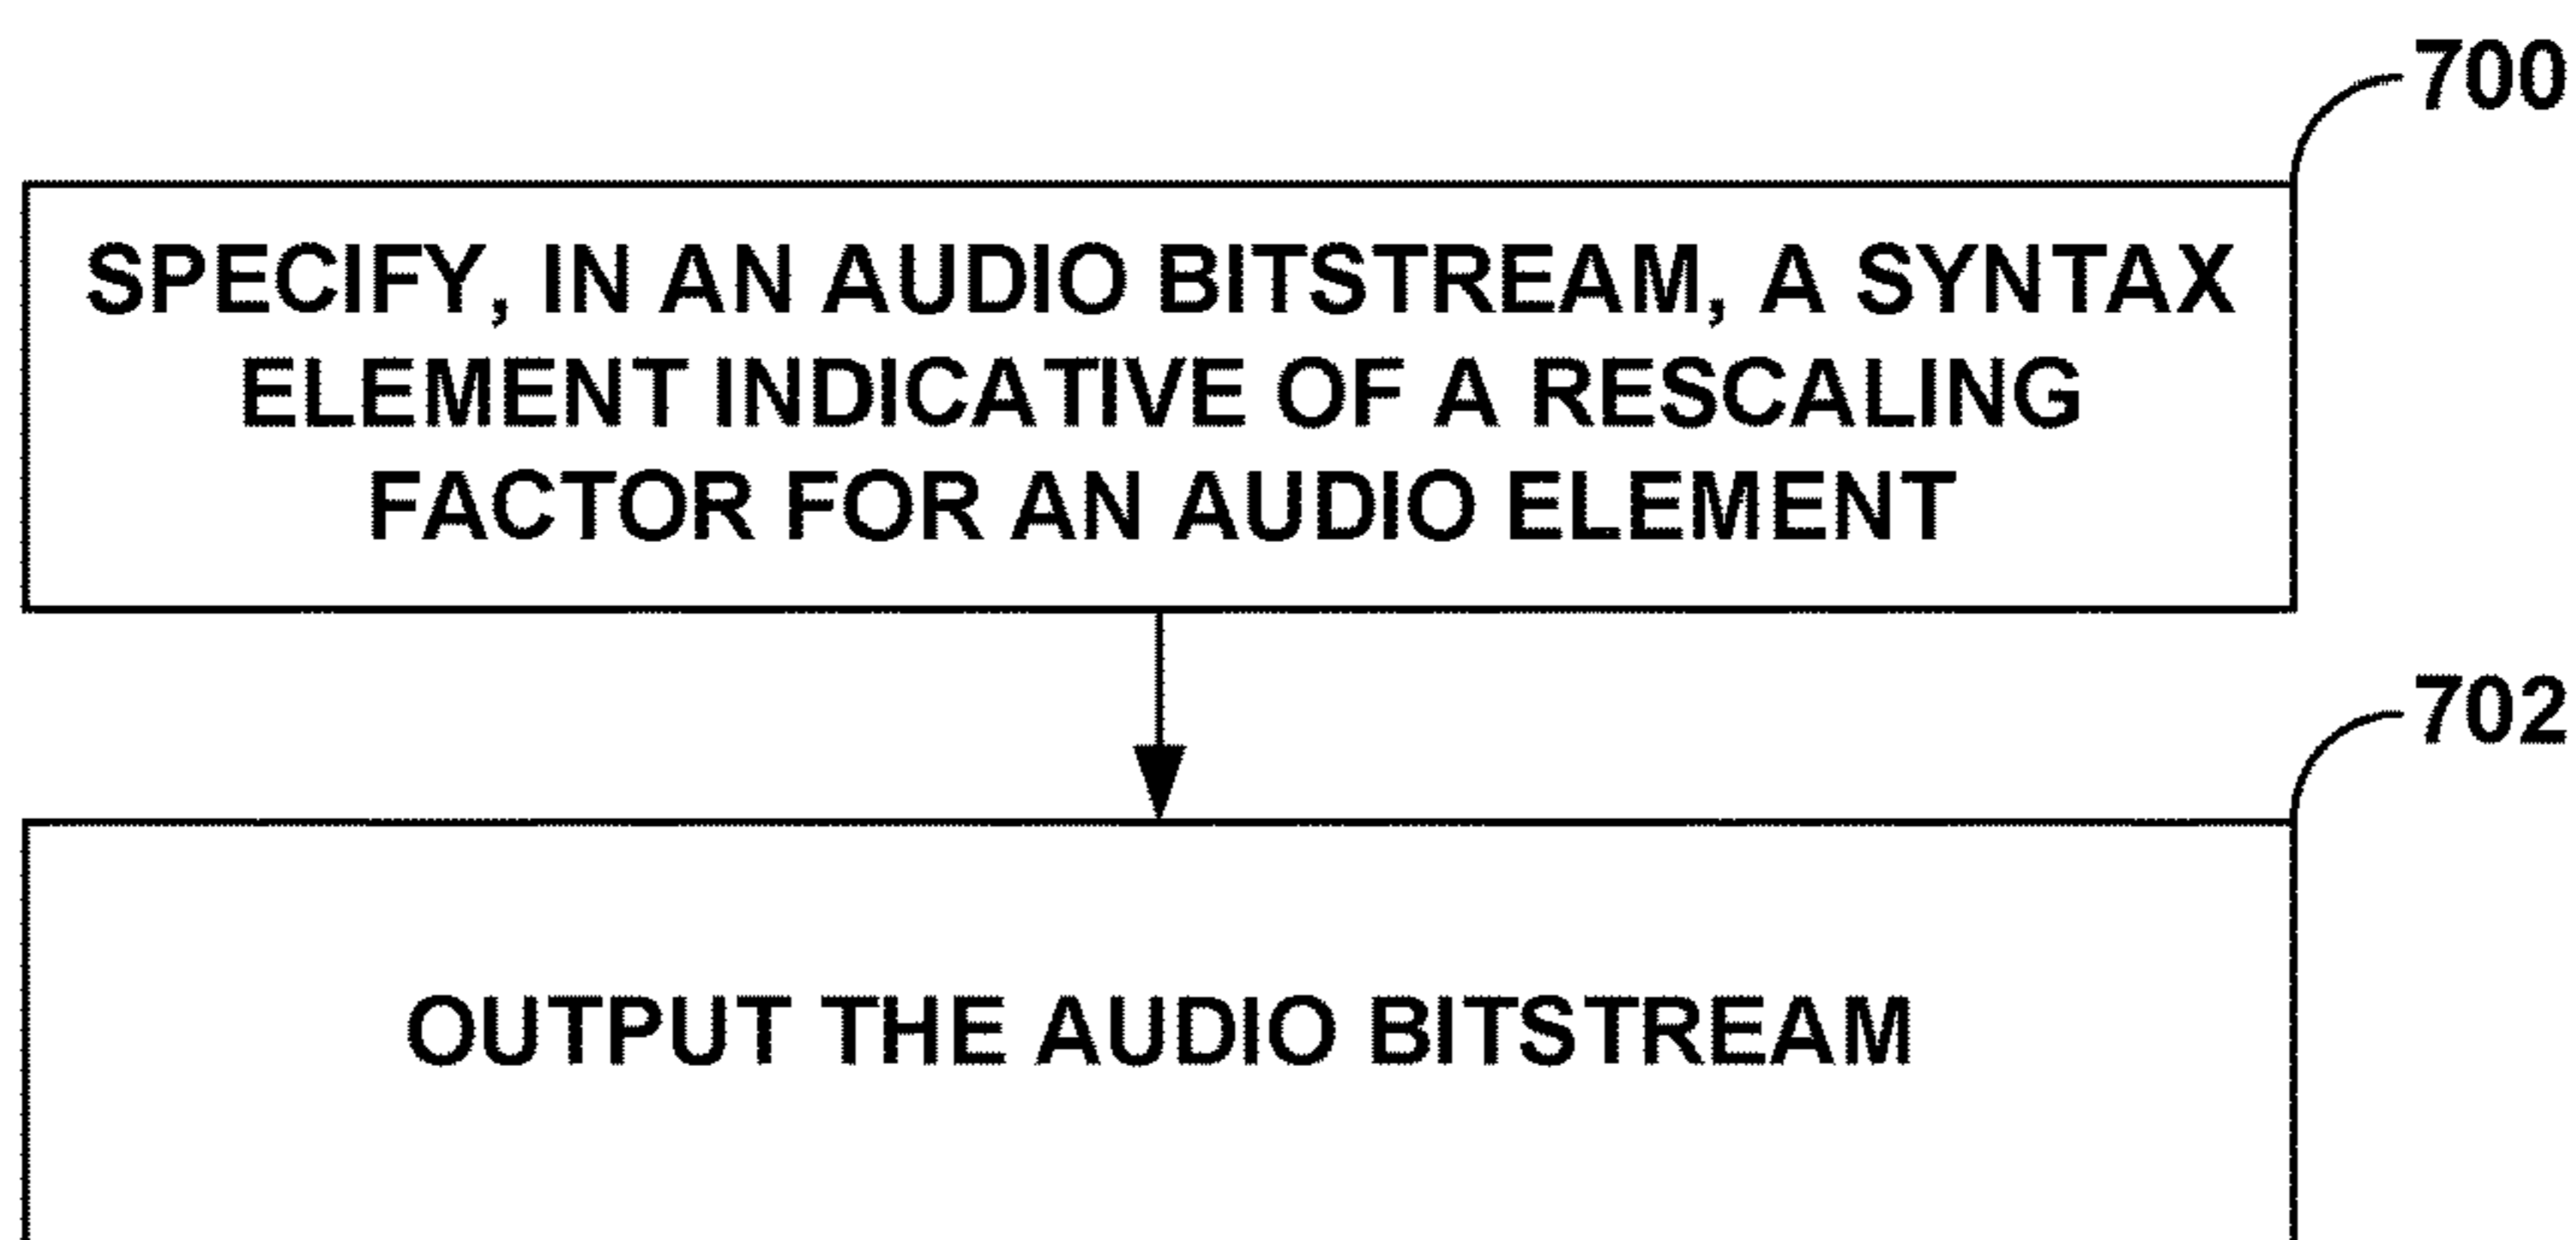 700
SPECIFY, IN AN AUDIO BITSTREAM, A SYNTAX
ELEMENT INDICATIVE OF A RESCALING
FACTOR FOR AN AUDIO ELEMENT
702
OUTPUT THE AUDIO BITSTREAM